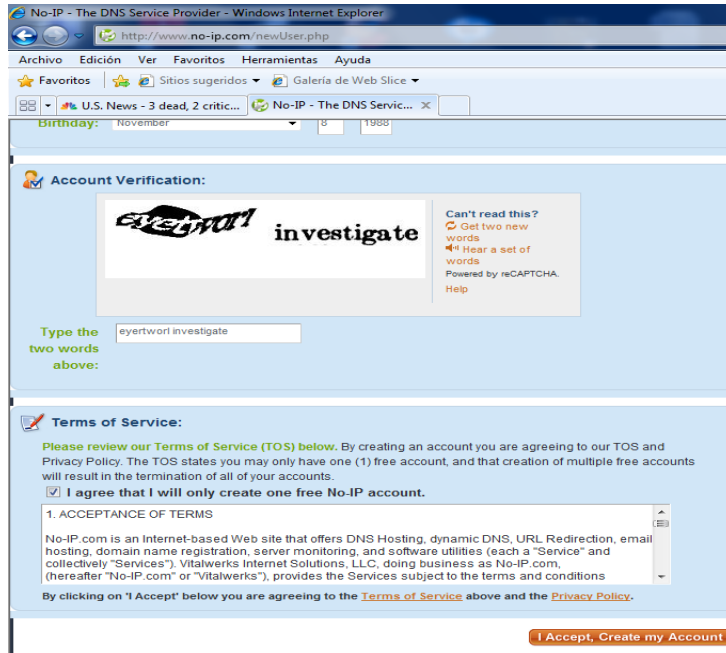 No-IP - The DNS Service Provider - Windows Internet Explorer
http://www.no-ip.com/newUser.php
Archivo Edición Ver Favoritos Herramientas Ayuda
Favoritos Sitios sugeridos Galería de Web Slice
U.S. News - 3 dead, 2 critic... No-IP - The DNS Servic... X
Birthday: November 8 1988
Account Verification:
eyertworl investigate
Can't read this?
Get two new
words
Hear a set of
words
Powered by reCAPTCHA.
Help
Type the
two words
above:
eyertworl investigate
Terms of Service:
Please review our Terms of Service (TOS) below. By creating an account you are agreeing to our TOS and
Privacy Policy. The TOS states you may only have one (1) free account, and that creation of multiple free accounts
will result in the termination of all of your accounts.
I agree that I will only create one free No-IP account.
1. ACCEPTANCE OF TERMS
No-IP.com is an Internet-based Web site that offers DNS Hosting, dynamic DNS, URL Redirection, email
hosting, domain name registration, server monitoring, and software utilities (each a "Service" and
collectively "Services"). Vitalwerks Internet Solutions, LLC, doing business as No-IP.com,
(hereafter "No-IP.com" or "Vitalwerks"), provides the Services subject to the terms and conditions
By clicking on 'I Accept' below you are agreeing to the Terms of Service above and the Privacy Policy.
I Accept, Create my Account